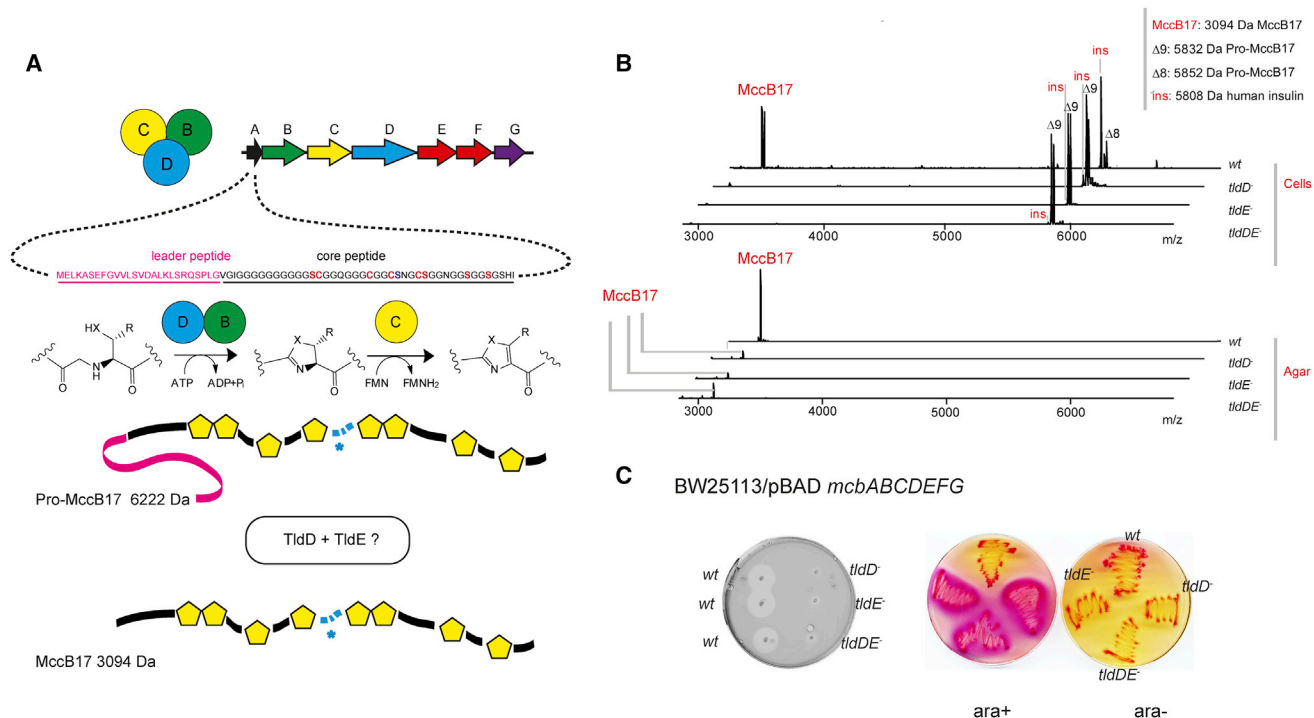 A
C
B
D
A
B
C
D
E
F
G
leader peptide
core peptide
MELKASEFGVVLSVDALKLSRQSPLGVGIGGGGGGGGGGSCGGQGGGCGGCSNGCSGGNGGSGGSGSHI
D
B
C
HX
R
N
H
O
O
ATP
ADP+Pi
X
R
N
O
O
FMN
FMNH2
X
R
N
O
*
Pro-MccB17 6222 Da
TldD + TldE ?
*
MccB17 3094 Da
B
MccB17: 3094 Da MccB17
Δ9: 5832 Da Pro-MccB17
Δ8: 5852 Da Pro-MccB17
ins: 5808 Da human insulin
MccB17
ins
ins
ins
Δ9
Δ9
Δ9
Δ8
ins
wt
tldD-
tldE-
tldDE-
Cells
3000
4000
5000
6000
m/z
MccB17
MccB17
wt
tldD-
tldE-
tldDE-
Agar
3000
4000
5000
6000
m/z
C
BW25113/pBAD mcbABCDEFG
wt
wt
wt
tldD-
tldE-
tldDE-
wt
tldE-
tldD-
tldDE-
ara+
ara-